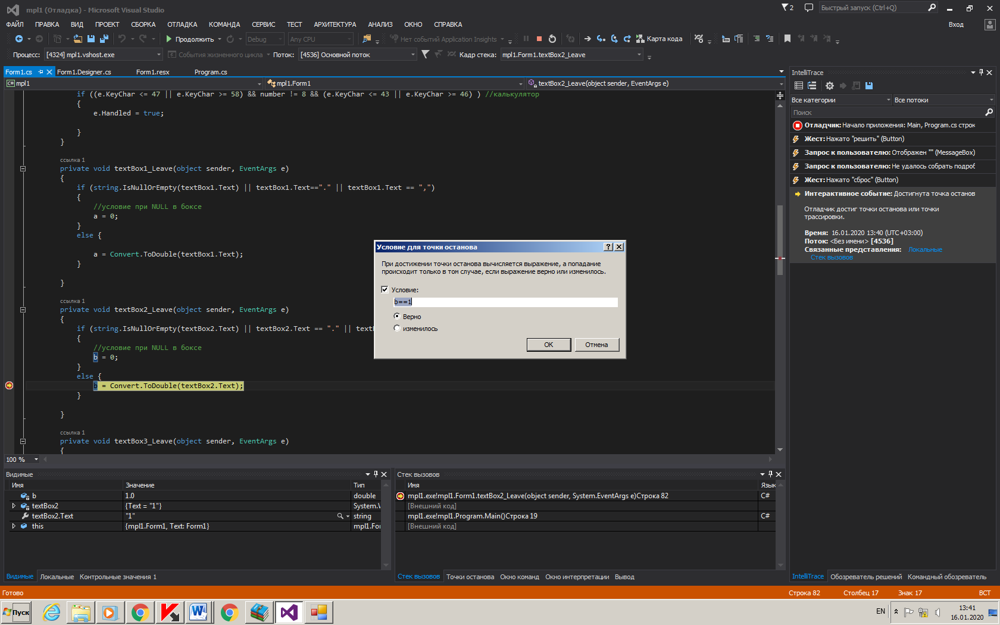 mpl1 (Отладка) - Microsoft Visual Studio
2
Быстрый запуск (Ctrl+Q)
ФАЙЛ ПРАВКА ВИД ПРОЕКТ СБОРКА ОТЛАДКА КОМАНДА СЕРВИС ТЕСТ АРХИТЕКТУРА АНАЛИЗ ОКНО СПРАВКА
Вход
Продолжить Debug Any CPU Нет событий Application Insights Карта кода
Процесс: [4324] mpl1.vshost.exe События жизненного цикла Поток: [4536] Основной поток Кадр стека: mpl1.Form1.textBox2_Leave
Form1.cs Form1.Designer.cs Form1.resx Program.cs
mpl1 mpl1.Form1 textBox2_Leave(object sender, EventArgs e)
if ((e.KeyChar <= 47 || e.KeyChar >= 58) && number != 8 && (e.KeyChar <= 43 || e.KeyChar >= 46) ) //калькулятор
{
e.Handled = true;
}
}
ссылка 1
private void textBox1_Leave(object sender, EventArgs e)
{
if (string.IsNullOrEmpty(textBox1.Text) || textBox1.Text=="." || textBox1.Text == ",")
{
//условие при NULL в боксе
a = 0;
}
else {
a = Convert.ToDouble(textBox1.Text);
}
}
ссылка 1
private void textBox2_Leave(object sender, EventArgs e)
{
if (string.IsNullOrEmpty(textBox2.Text) || textBox2.Text == "." || text
{
//условие при NULL в боксе
b = 0;
}
else {
b = Convert.ToDouble(textBox2.Text);
}
}
ссылка 1
private void textBox3_Leave(object sender, EventArgs e)
{
100 %
Условие для точки останова
При достижении точки останова вычисляется выражение, а попадание
происходит только в том случае, если выражение верно или изменилось.
Условие:
b==1
Верно
изменилось
ОК Отмена
IntelliTrace
Все категории Все потоки
Поиск
Отладчик: Начало приложения: Main, Program.cs строк
Жест: Нажато "решить" (Button)
Запрос к пользователю: Отображен "" (MessageBox)
Запрос к пользователю: Не удалось собрать подроб
Жест: Нажато "сброс" (Button)
Интерактивное событие: Достигнута точка останов
Отладчик достиг точки останова или точки
трассировки.
Время: 16.01.2020 13:40 (UTC+03:00)
Поток: <Без имени> [4536]
Связанные представления: Локальные
Стек вызовов
Видимые
Имя Значение Тип
b 1.0 double
textBox2 {Text = "1"} System.W
textBox2.Text "1" string
this {mpl1.Form1, Text: Form1} mpl1.Fo
Видимые Локальные Контрольные значения 1
Стек вызовов
Имя Язык
mpl1.exe!mpl1.Form1.textBox2_Leave(object sender, System.EventArgs e)Строка 82 C#
[Внешний код]
mpl1.exe!mpl1.Program.Main()Строка 19 C#
[Внешний код]
Стек вызовов Точки останова Окно команд Окно интерпретации Вывод
IntelliTrace Обозреватель решений Командный обозреватель
Готово Строка 82 Столбец 17 Знак 17 ВСТ
Пуск
EN
13:41
16.01.2020